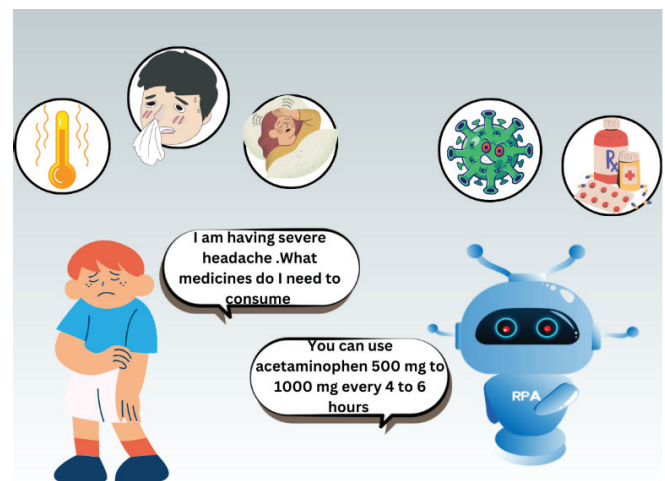 I am having severe
headache .What
medicines do I need to
consume
You can use
acetaminophen 500 mg to
1000 mg every 4 to 6
hours
RPA
Rx